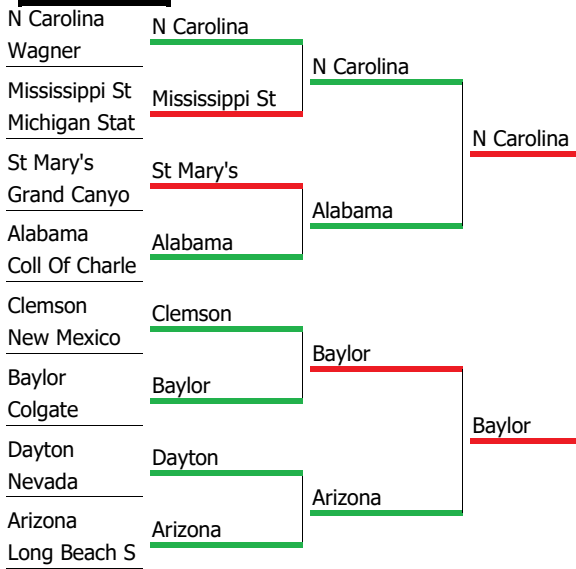 N Carolina
Wagner
Mississippi St
Michigan Stat
St Mary's
Grand Canyo
Alabama
Coll Of Charle
Clemson
New Mexico
Baylor
Colgate
Dayton
Nevada
Arizona
Long Beach S
N Carolina
Mississippi St
St Mary's
Alabama
Clemson
Baylor
Dayton
Arizona
N Carolina
Alabama
Baylor
Arizona
N Carolina
Baylor